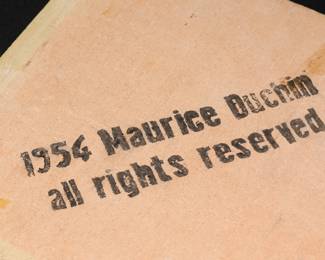 1954 Maurice Duchin
all rights reserved